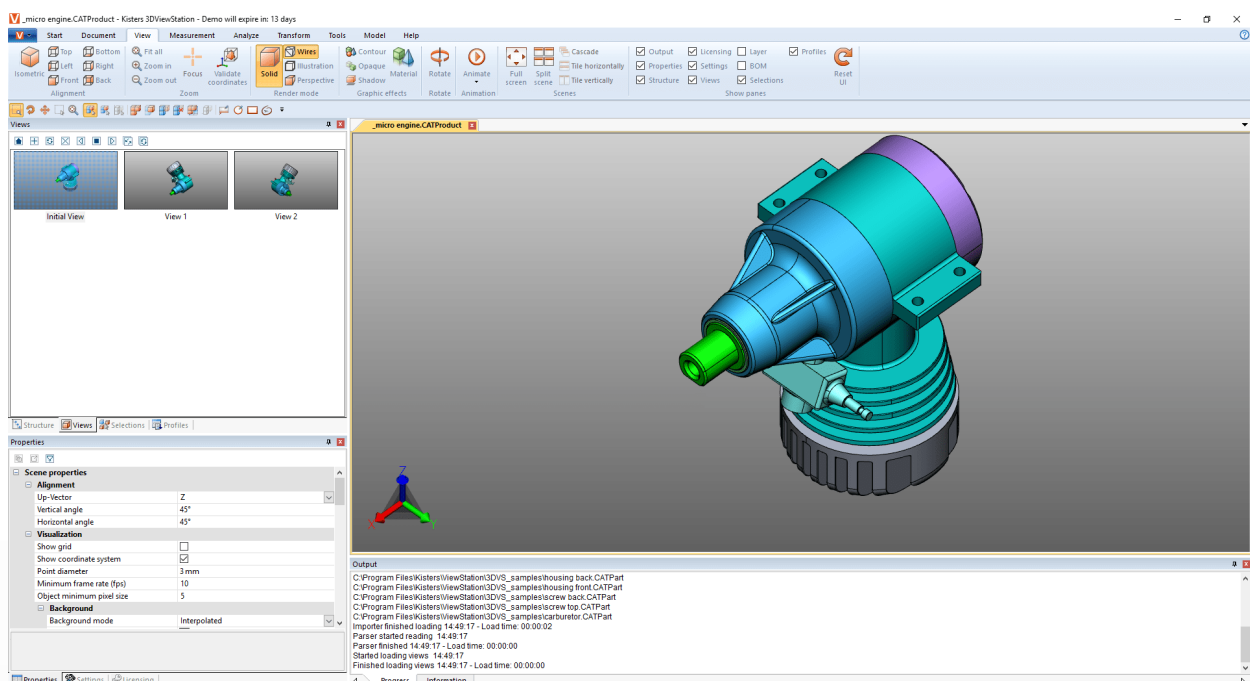 _micro engine.CATProduct - Kisters 3DViewStation - Demo will expire in: 13 days
Start Document View Measurement Analyze Transform Tools Model Help
Top Bottom Fit all Wires Contour Cascade Output Licensing Layer Profiles
Left Right Zoom in Illustration Opaque Tile horizontally Properties Settings BOM
Front Back Zoom out Perspective Shadow Tile vertically Structure Views Selections
Isometric Focus Validate coordinates Solid Material Rotate Animate Full screen Split scene Reset UI
Alignment Zoom Render mode Graphic effects Rotate Animation Scenes Show panes
Views
_micro engine.CATProduct
Initial View View 1 View 2
Structure Views Selections Profiles
Properties
Scene properties
Alignment
Up-Vector Z
Vertical angle 45°
Horizontal angle 45°
Visualization
Show grid
Show coordinate system
Point diameter 3 mm
Minimum frame rate (fps) 10
Object minimum pixel size 5
Background
Background mode Interpolated
Properties Settings Licensing
Z
X Y
Output
C:\Program Files\Kisters\ViewStation\3DVS_samples\housing back.CATPart
C:\Program Files\Kisters\ViewStation\3DVS_samples\housing front.CATPart
C:\Program Files\Kisters\ViewStation\3DVS_samples\screw back.CATPart
C:\Program Files\Kisters\ViewStation\3DVS_samples\screw top.CATPart
C:\Program Files\Kisters\ViewStation\3DVS_samples\carburetor.CATPart
Importer finished loading 14:49:17 - Load time: 00:00:02
Parser started reading 14:49:17
Parser finished 14:49:17 - Load time: 00:00:00
Started loading views 14:49:17
Finished loading views 14:49:17 - Load time: 00:00:00
Progress Information